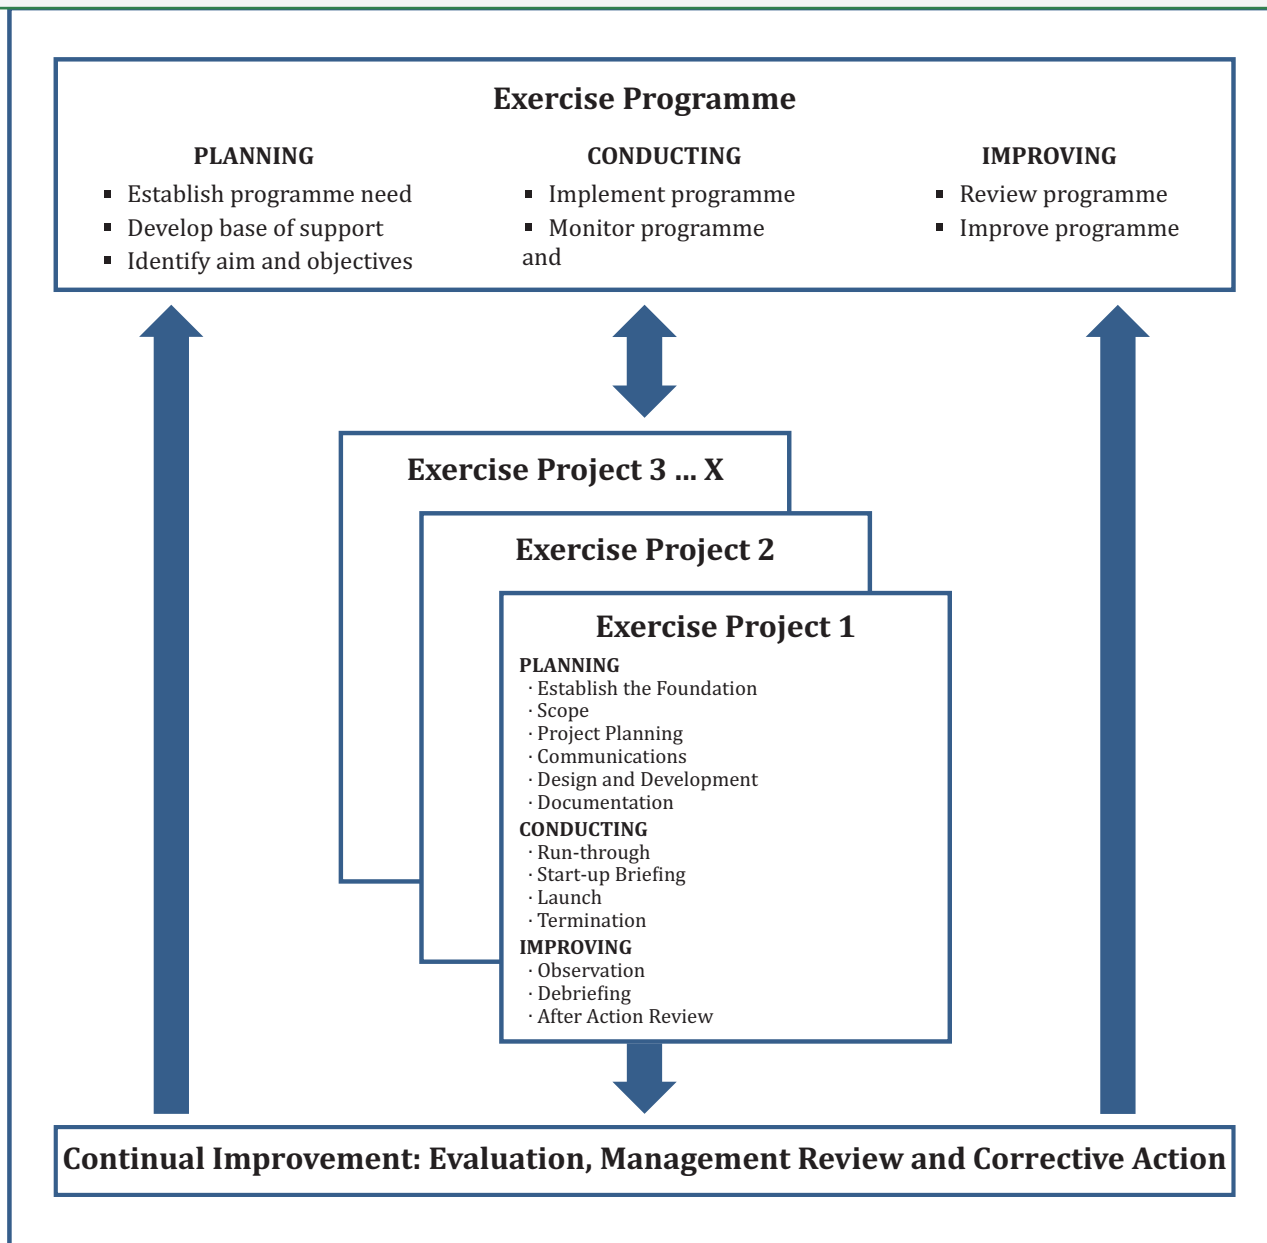 Exercise Programme
PLANNING
▪ Establish programme need
▪ Develop base of support
▪ Identify aim and objectives
CONDUCTING
▪ Implement programme
▪ Monitor programme
and
IMPROVING
▪ Review programme
▪ Improve programme
Exercise Project 3 ... X
Exercise Project 2
Exercise Project 1
PLANNING
· Establish the Foundation
· Scope
· Project Planning
· Communications
· Design and Development
· Documentation
CONDUCTING
· Run-through
· Start-up Briefing
· Launch
· Termination
IMPROVING
· Observation
· Debriefing
· After Action Review
Continual Improvement: Evaluation, Management Review and Corrective Action